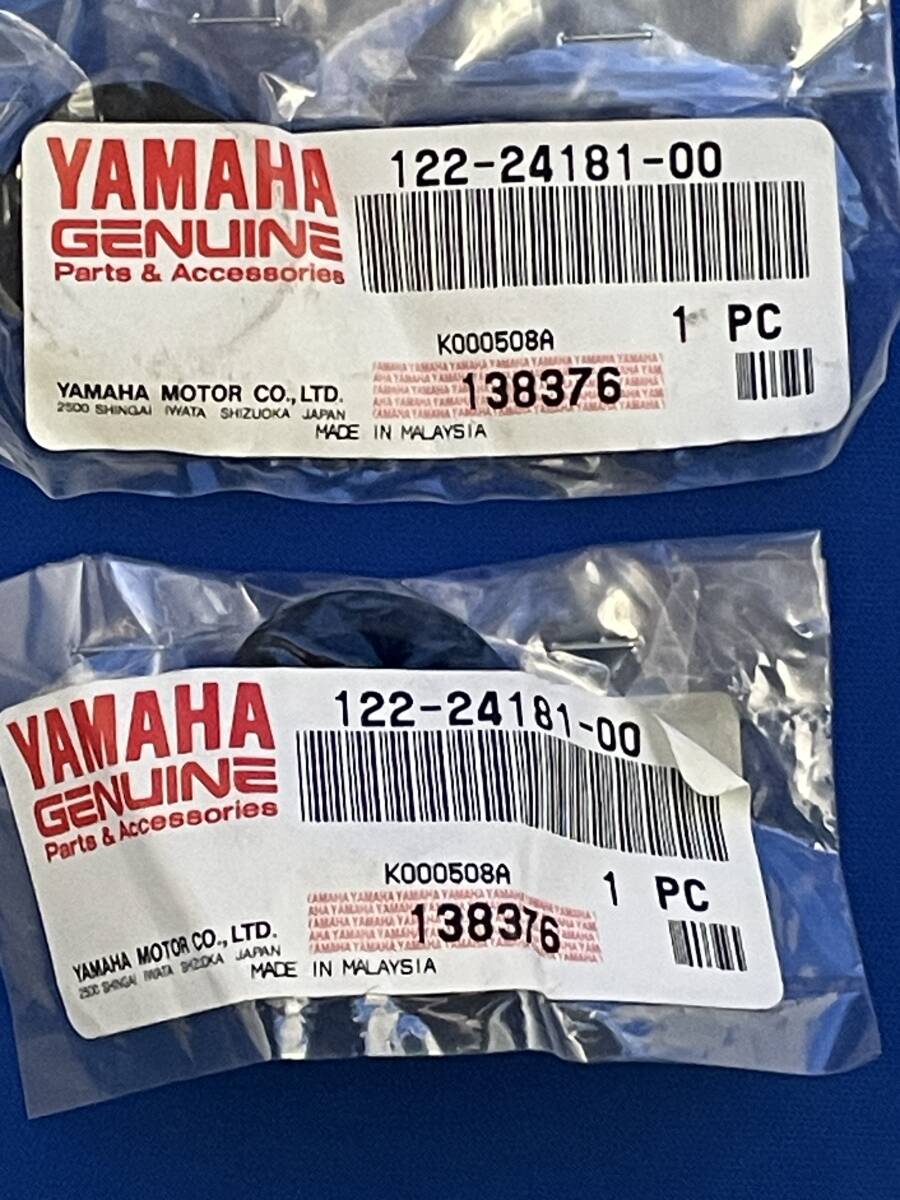 YAMAHA
GENUINE
Parts & Accessories
122-24181-00
1 PC
K000508A
138376
YAMAHA MOTOR CO., LTD.
2500 SHINGAI IWATA SHIZUOKA JAPAN
MADE IN MALAYSIA
YAMAHA
GENUINE
Parts & Accessories
122-24181-00
K000508A
1 PC
138376
YAMAHA MOTOR CO., LTD.
2500 SHINGAI IWATA SHIZUOKA JAPAN
MADE IN MALAYSIA